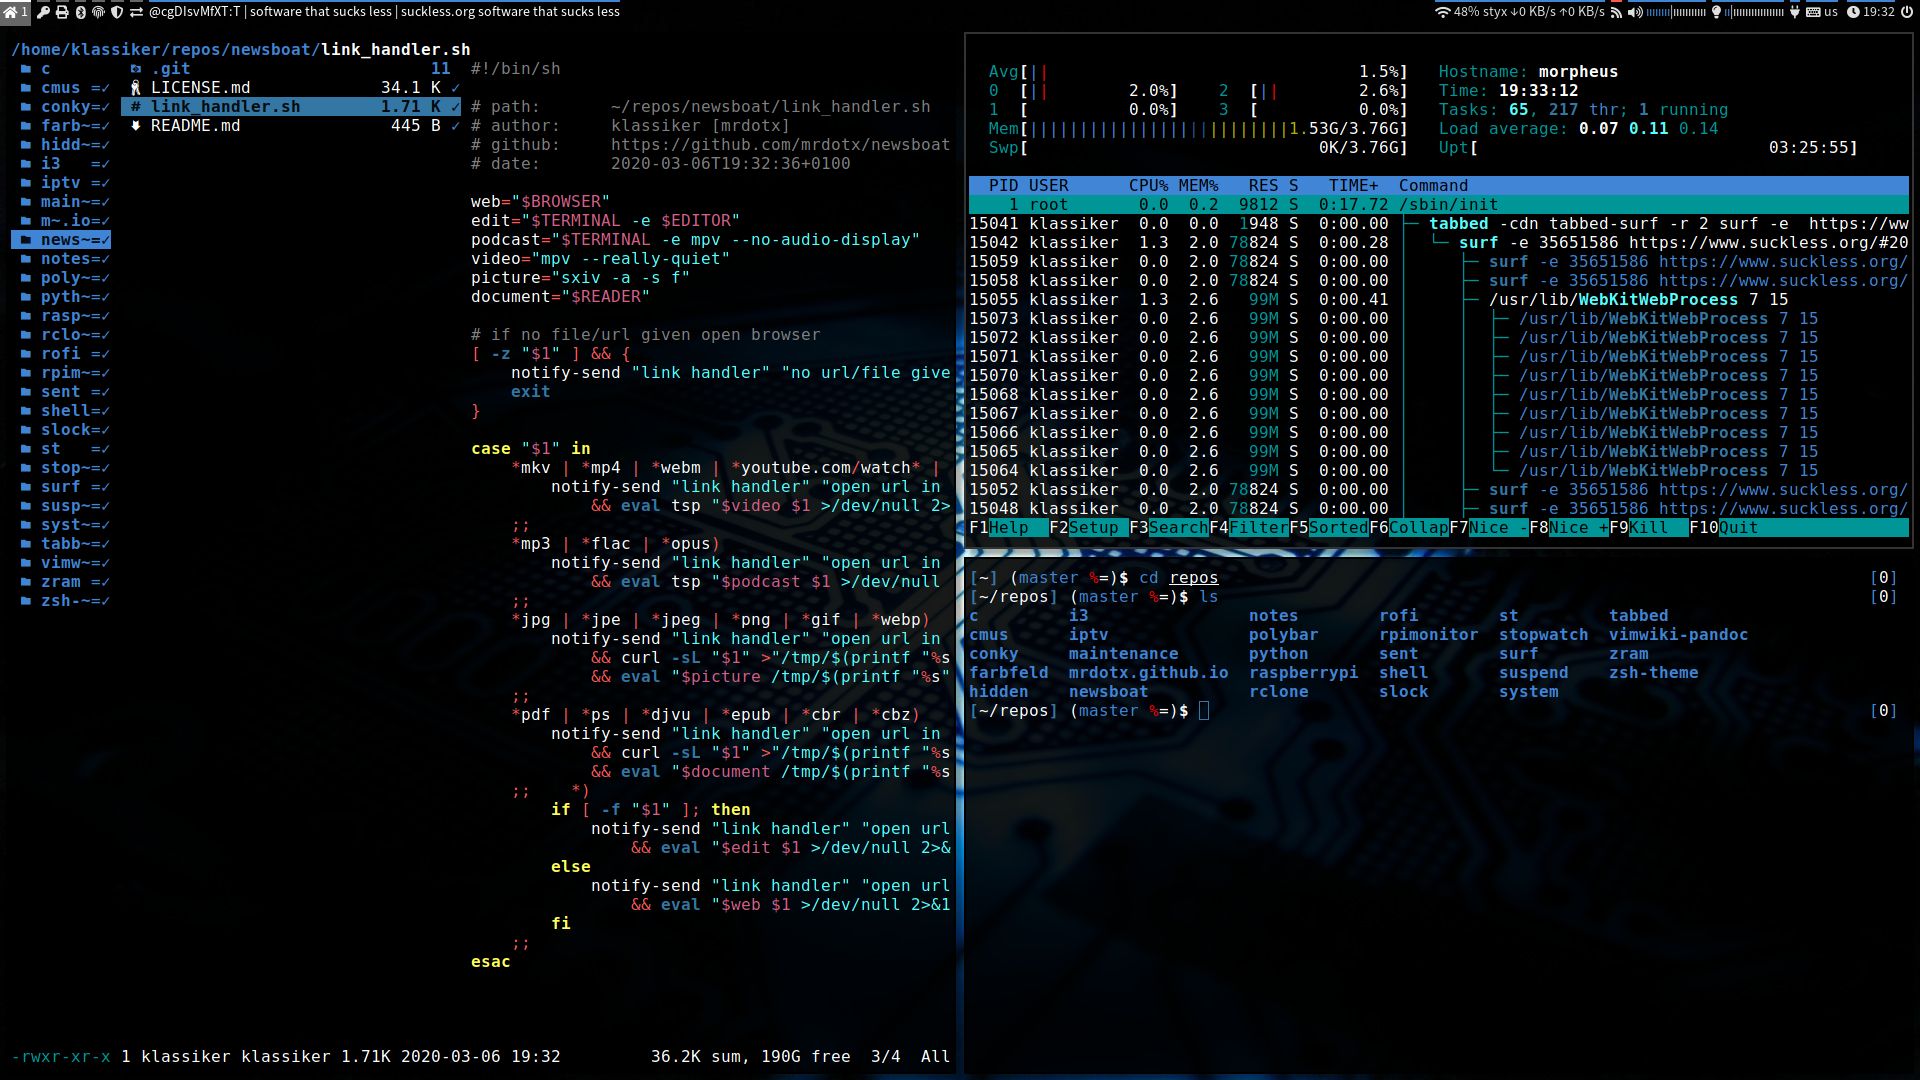 1 @cgDIsvMfXT:T | software that sucks less | suckless.org software that sucks less
48% styx ↓0 KB/s ↑0 KB/s us 19:32
/home/klassiker/repos/newsboat/link_handler.sh
c
cmus =✓
conky=✓
farb~=✓
hidd~=✓
i3 =✓
iptv =✓
main~=✓
m~.io=✓
news~=✓
notes=✓
poly~=✓
pyth~=✓
rasp~=✓
rclo~=✓
rofi =✓
rpim~=✓
sent =✓
shell=✓
slock=✓
st =✓
stop~=✓
surf =✓
susp~=✓
syst~=✓
tabb~=✓
vimw~=✓
zram =✓
zsh-~=✓
.git 11
LICENSE.md 34.1 K ✓
# link_handler.sh 1.71 K ✓
README.md 445 B ✓
#!/bin/sh
# path: ~/repos/newsboat/link_handler.sh
# author: klassiker [mrdotx]
# github: https://github.com/mrdotx/newsboat
# date: 2020-03-06T19:32:36+0100
web="$BROWSER"
edit="$TERMINAL -e $EDITOR"
podcast="$TERMINAL -e mpv --no-audio-display"
video="mpv --really-quiet"
picture="sxiv -a -s f"
document="$READER"
# if no file/url given open browser
[ -z "$1" ] && {
notify-send "link handler" "no url/file give
exit
}
case "$1" in
*mkv | *mp4 | *webm | *youtube.com/watch* |
notify-send "link handler" "open url in
&& eval tsp "$video $1 >/dev/null 2>
;;
*mp3 | *flac | *opus)
notify-send "link handler" "open url in
&& eval tsp "$podcast $1 >/dev/null
;;
*jpg | *jpe | *jpeg | *png | *gif | *webp)
notify-send "link handler" "open url in
&& curl -sL "$1" >"/tmp/$(printf "%s
&& eval "$picture /tmp/$(printf "%s"
;;
*pdf | *ps | *djvu | *epub | *cbr | *cbz)
notify-send "link handler" "open url in
&& curl -sL "$1" >"/tmp/$(printf "%s
&& eval "$document /tmp/$(printf "%s
;; *)
if [ -f "$1" ]; then
notify-send "link handler" "open url
&& eval "$edit $1 >/dev/null 2>&
else
notify-send "link handler" "open url
&& eval "$web $1 >/dev/null 2>&1
fi
;;
esac
-rwxr-xr-x 1 klassiker klassiker 1.71K 2020-03-06 19:32 36.2K sum, 190G free 3/4 All
Avg[|| 1.5%] Hostname: morpheus
0 [|| 2.0%] 2 [|| 2.6%] Time: 19:33:12
1 [ 0.0%] 3 [ 0.0%] Tasks: 65, 217 thr; 1 running
Mem[||||||||||||||||||||||||||1.53G/3.76G] Load average: 0.07 0.11 0.14
Swp[ 0K/3.76G] Upt[ 03:25:55]
PID USER CPU% MEM% RES S TIME+ Command
1 root 0.0 0.2 9812 S 0:17.72 /sbin/init
15041 klassiker 0.0 0.0 1948 S 0:00.00 ├─ tabbed -cdn tabbed-surf -r 2 surf -e https://ww
15042 klassiker 1.3 2.0 78824 S 0:00.28 │ └─ surf -e 35651586 https://www.suckless.org/#20
15059 klassiker 0.0 2.0 78824 S 0:00.00 │ ├─ surf -e 35651586 https://www.suckless.org/
15058 klassiker 0.0 2.0 78824 S 0:00.00 │ ├─ surf -e 35651586 https://www.suckless.org/
15055 klassiker 1.3 2.6 99M S 0:00.41 │ ├─ /usr/lib/WebKitWebProcess 7 15
15073 klassiker 0.0 2.6 99M S 0:00.00 │ │ ├─ /usr/lib/WebKitWebProcess 7 15
15072 klassiker 0.0 2.6 99M S 0:00.00 │ │ ├─ /usr/lib/WebKitWebProcess 7 15
15071 klassiker 0.0 2.6 99M S 0:00.00 │ │ ├─ /usr/lib/WebKitWebProcess 7 15
15070 klassiker 0.0 2.6 99M S 0:00.00 │ │ ├─ /usr/lib/WebKitWebProcess 7 15
15068 klassiker 0.0 2.6 99M S 0:00.00 │ │ ├─ /usr/lib/WebKitWebProcess 7 15
15067 klassiker 0.0 2.6 99M S 0:00.00 │ │ ├─ /usr/lib/WebKitWebProcess 7 15
15066 klassiker 0.0 2.6 99M S 0:00.00 │ │ ├─ /usr/lib/WebKitWebProcess 7 15
15065 klassiker 0.0 2.6 99M S 0:00.00 │ │ ├─ /usr/lib/WebKitWebProcess 7 15
15064 klassiker 0.0 2.6 99M S 0:00.00 │ │ └─ /usr/lib/WebKitWebProcess 7 15
15052 klassiker 0.0 2.0 78824 S 0:00.00 │ ├─ surf -e 35651586 https://www.suckless.org/
15048 klassiker 0.0 2.0 78824 S 0:00.00 │ ├─ surf -e 35651586 https://www.suckless.org/
F1Help F2Setup F3SearchF4FilterF5SortedF6CollapF7Nice -F8Nice +F9Kill F10Quit
[~] (master %=)$ cd repos [0]
[~/repos] (master %=)$ ls [0]
c i3 notes rofi st tabbed
cmus iptv polybar rpimonitor stopwatch vimwiki-pandoc
conky maintenance python sent surf zram
farbfeld mrdotx.github.io raspberrypi shell suspend zsh-theme
hidden newsboat rclone slock system
[~/repos] (master %=)$ [0]